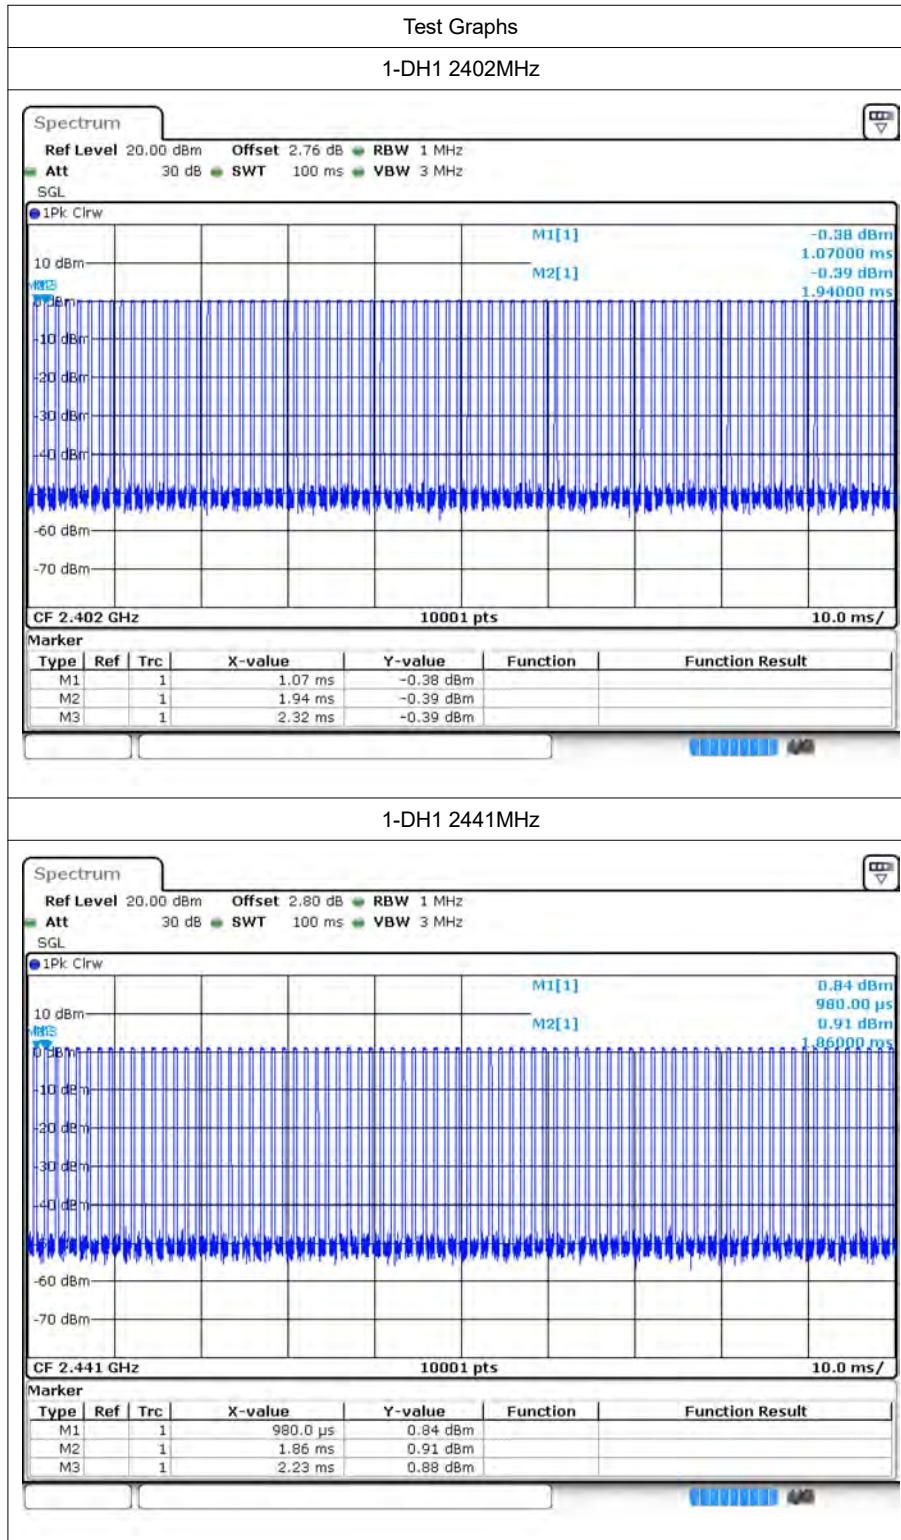 Test Graphs
1-DH1 2402MHz
Spectrum
Ref Level 20.00 dBm Offset 2.76 dB RBW 1 MHz
Att 30 dB SWT 100 ms VBW 3 MHz
SGL
1Pk Clrw
M1[1] -0.38 dBm
1.07000 ms
10 dBm
M2[1] -0.39 dBm
1.94000 ms
0 dBm
-10 dBm
-20 dBm
-30 dBm
-40 dBm
-60 dBm
-70 dBm
CF 2.402 GHz 10001 pts 10.0 ms/
Marker
Type Ref Trc X-value Y-value Function Function Result
M1 1 1.07 ms -0.38 dBm
M2 1 1.94 ms -0.39 dBm
M3 1 2.32 ms -0.39 dBm
1-DH1 2441MHz
Spectrum
Ref Level 20.00 dBm Offset 2.80 dB RBW 1 MHz
Att 30 dB SWT 100 ms VBW 3 MHz
SGL
1Pk Clrw
M1[1] 0.84 dBm
980.00 µs
10 dBm
M2[1] 0.91 dBm
1.86000 ms
0 dBm
-10 dBm
-20 dBm
-30 dBm
-40 dBm
-60 dBm
-70 dBm
CF 2.441 GHz 10001 pts 10.0 ms/
Marker
Type Ref Trc X-value Y-value Function Function Result
M1 1 980.0 µs 0.84 dBm
M2 1 1.86 ms 0.91 dBm
M3 1 2.23 ms 0.88 dBm